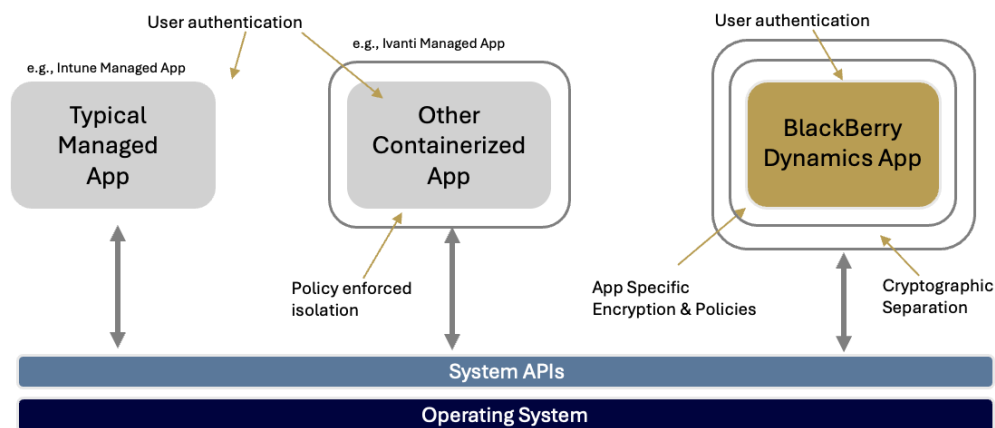 User authentication
e.g., Intune Managed App
Typical
Managed
App
e.g., Ivanti Managed App
Other
Containerized
App
Policy enforced
isolation
User authentication
BlackBerry
Dynamics App
App Specific
Encryption & Policies
Cryptographic
Separation
System APIs
Operating System